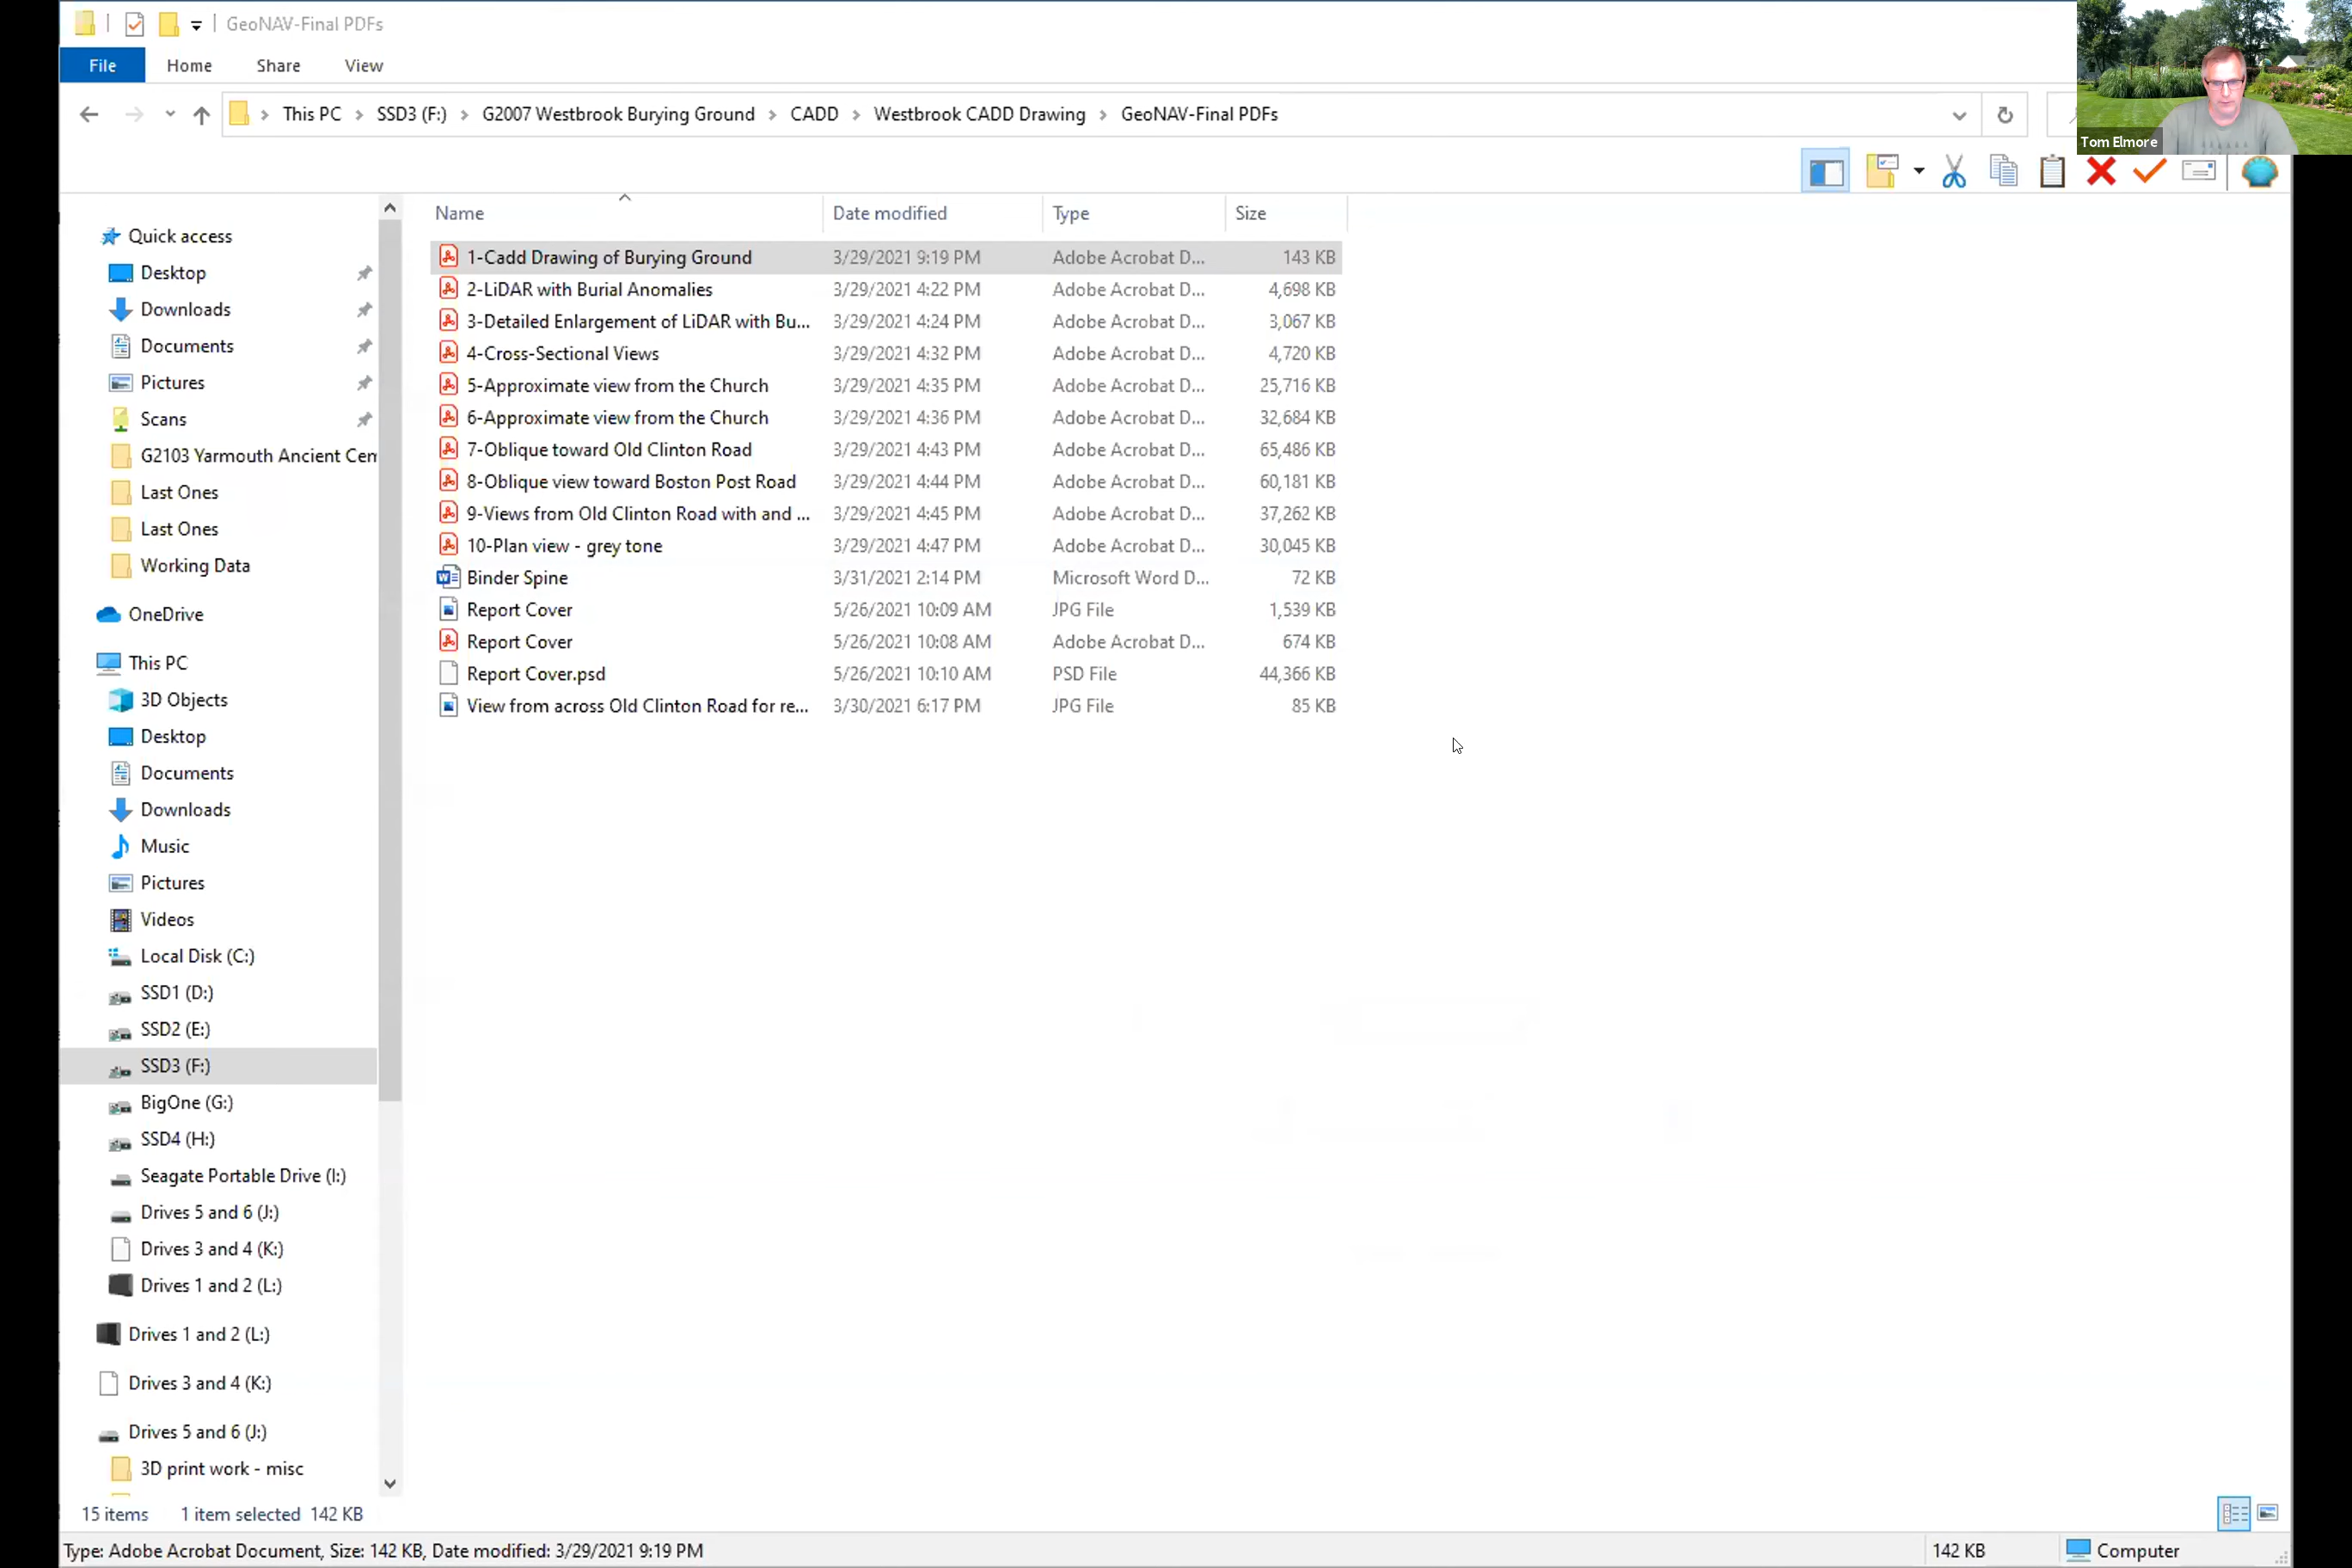 GeoNAV-Final PDFs
File Home Share View
This PC > SSD3 (F:) > G2007 Westbrook Burying Ground > CADD > Westbrook CADD Drawing > GeoNAV-Final PDFs
Tom Elmore
Name Date modified Type Size
1-Cadd Drawing of Burying Ground 3/29/2021 9:19 PM Adobe Acrobat D... 143 KB
2-LiDAR with Burial Anomalies 3/29/2021 4:22 PM Adobe Acrobat D... 4,698 KB
3-Detailed Enlargement of LiDAR with Bu... 3/29/2021 4:24 PM Adobe Acrobat D... 3,067 KB
4-Cross-Sectional Views 3/29/2021 4:32 PM Adobe Acrobat D... 4,720 KB
5-Approximate view from the Church 3/29/2021 4:35 PM Adobe Acrobat D... 25,716 KB
6-Approximate view from the Church 3/29/2021 4:36 PM Adobe Acrobat D... 32,684 KB
7-Oblique toward Old Clinton Road 3/29/2021 4:43 PM Adobe Acrobat D... 65,486 KB
8-Oblique view toward Boston Post Road 3/29/2021 4:44 PM Adobe Acrobat D... 60,181 KB
9-Views from Old Clinton Road with and ... 3/29/2021 4:45 PM Adobe Acrobat D... 37,262 KB
10-Plan view - grey tone 3/29/2021 4:47 PM Adobe Acrobat D... 30,045 KB
Binder Spine 3/31/2021 2:14 PM Microsoft Word D... 72 KB
Report Cover 5/26/2021 10:09 AM JPG File 1,539 KB
Report Cover 5/26/2021 10:08 AM Adobe Acrobat D... 674 KB
Report Cover.psd 5/26/2021 10:10 AM PSD File 44,366 KB
View from across Old Clinton Road for re... 3/30/2021 6:17 PM JPG File 85 KB
Quick access
Desktop
Downloads
Documents
Pictures
Scans
G2103 Yarmouth Ancient Cem
Last Ones
Last Ones
Working Data
OneDrive
This PC
3D Objects
Desktop
Documents
Downloads
Music
Pictures
Videos
Local Disk (C:)
SSD1 (D:)
SSD2 (E:)
SSD3 (F:)
BigOne (G:)
SSD4 (H:)
Seagate Portable Drive (I:)
Drives 5 and 6 (J:)
Drives 3 and 4 (K:)
Drives 1 and 2 (L:)
Drives 1 and 2 (L:)
Drives 3 and 4 (K:)
Drives 5 and 6 (J:)
3D print work - misc
15 items 1 item selected 142 KB
Type: Adobe Acrobat Document, Size: 142 KB, Date modified: 3/29/2021 9:19 PM 142 KB Computer